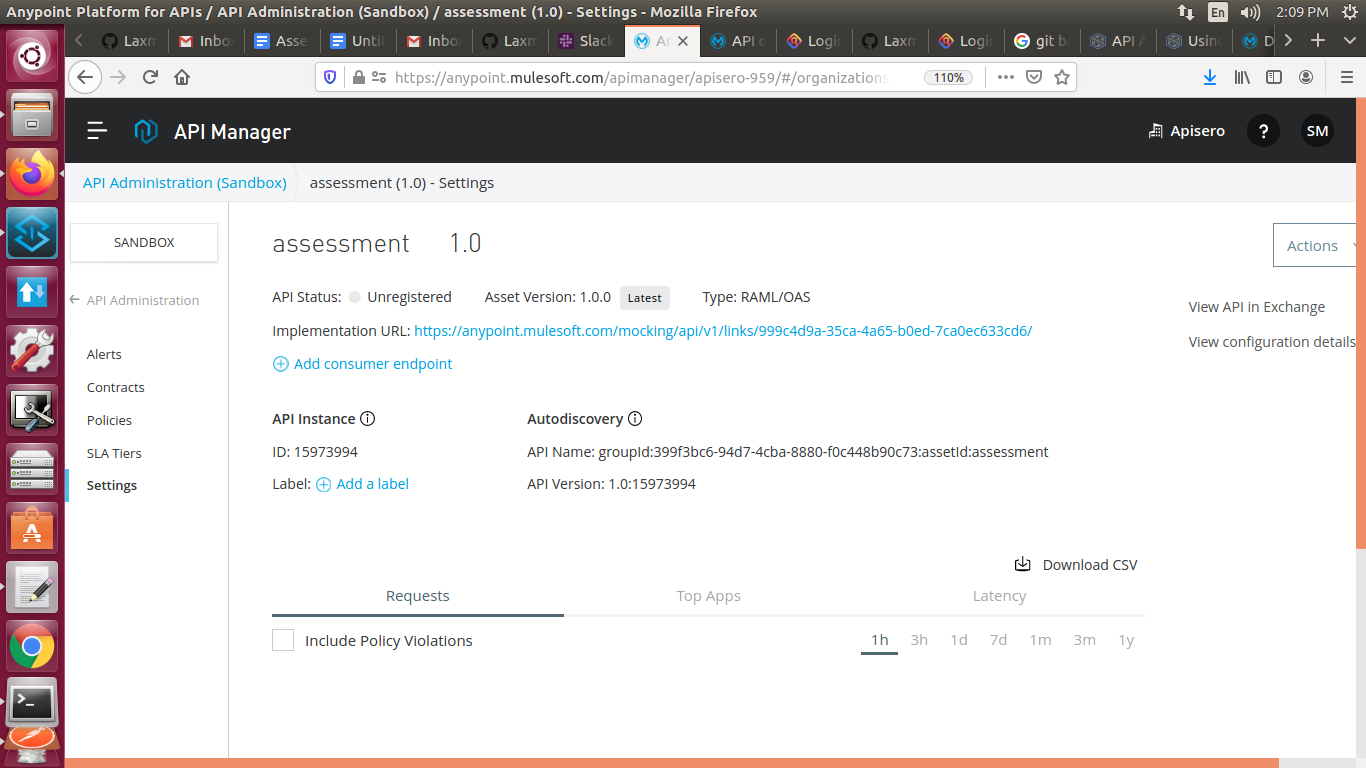 Anypoint Platform for APIs / API Administration (Sandbox) / assessment (1.0) - Settings - Mozilla Firefox
En
2:09 PM
Laxm
Inbo
Asse
Untit
Inbo
Laxm
Slack
An
API d
Login
Laxm
Login
git b
API A
Using
D
https://anypoint.mulesoft.com/apimanager/apisero-959/#/organizations
110%
API Manager
Apisero
?
SM
API Administration (Sandbox)
assessment (1.0) - Settings
SANDBOX
API Administration
Alerts
Contracts
Policies
SLA Tiers
Settings
assessment 1.0
Actions
API Status: Unregistered Asset Version: 1.0.0 Latest Type: RAML/OAS
View API in Exchange
Implementation URL: https://anypoint.mulesoft.com/mocking/api/v1/links/999c4d9a-35ca-4a65-b0ed-7ca0ec633cd6/
View configuration details
Add consumer endpoint
API Instance
Autodiscovery
ID: 15973994
API Name: groupId:399f3bc6-94d7-4cba-8880-f0c448b90c73:assetId:assessment
Label: Add a label
API Version: 1.0:15973994
Download CSV
Requests
Top Apps
Latency
Include Policy Violations
1h 3h 1d 7d 1m 3m 1y